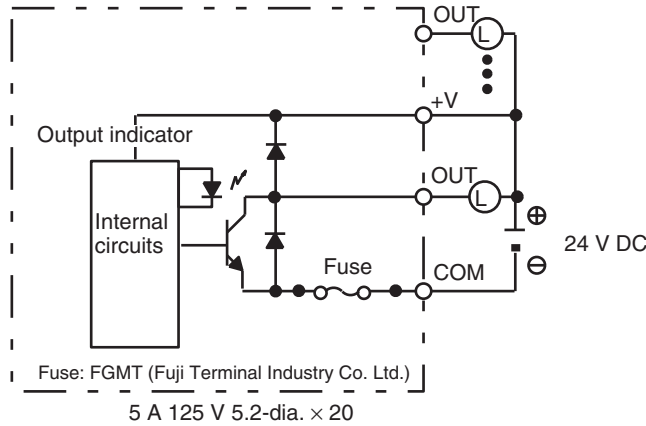 OUT
L
+V
Output indicator
OUT
L
Internal
circuits
⊕
24 V DC
Fuse
COM
⊖
Fuse: FGMT (Fuji Terminal Industry Co. Ltd.)
5 A 125 V 5.2-dia. × 20